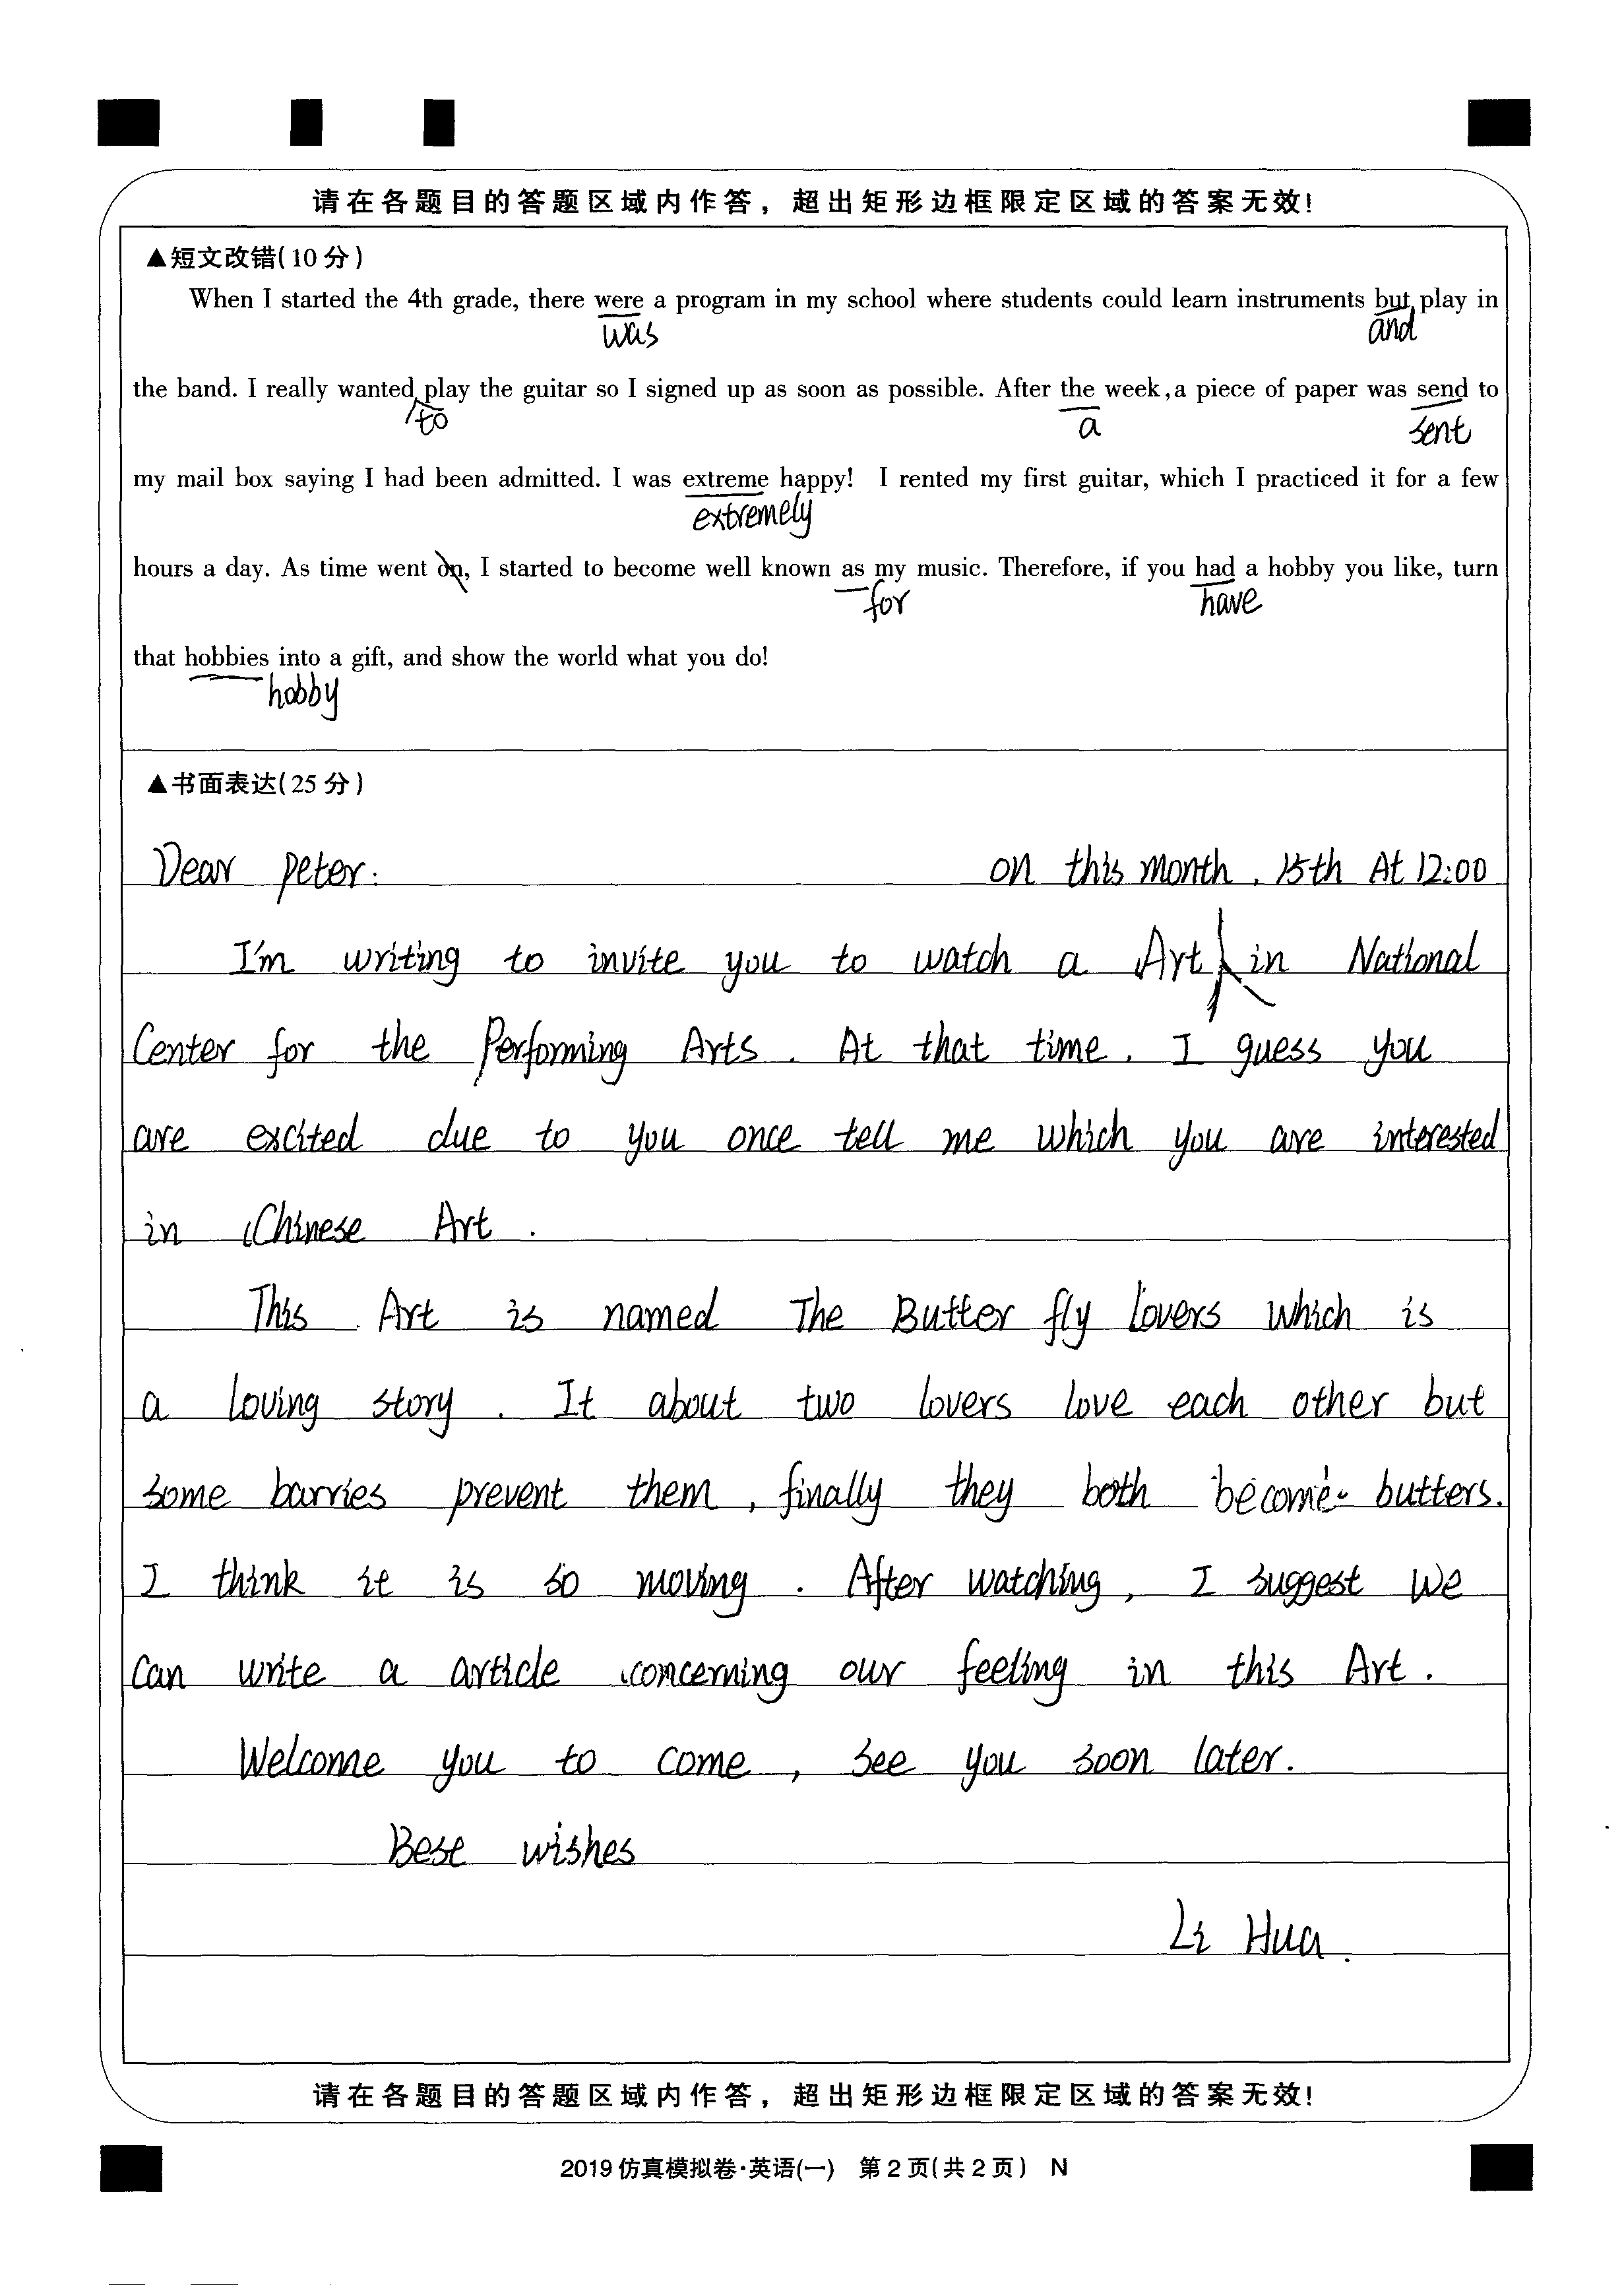 请在各题目的答题区域内作答，超出矩形边框限定区域的答案无效！
▲短文改错(10分)
When I started the 4th grade, there were a program in my school where students could learn instruments but play in
was and
the band. I really wanted play the guitar so I signed up as soon as possible. After the week, a piece of paper was send to
to a sent
my mail box saying I had been admitted. I was extreme happy! I rented my first guitar, which I practiced it for a few
extremely
hours a day. As time went on, I started to become well known as my music. Therefore, if you had a hobby you like, turn
for have
that hobbies into a gift, and show the world what you do!
hobby
▲书面表达(25分)
Dear Peter: on this month, 15th At 12:00
I'm writing to invite you to watch a Art in National
Center for the Performing Arts. At that time, I guess you
are excited due to you once tell me which you are interested
in Chinese Art.
This Art is named The Butter fly lovers which is
a loving story. It about two lovers love each other but
some barries prevent them, finally they both become butters.
I think it is so moving. After watching, I suggest we
can write a article concerning our feeling in this Art.
Welcome you to come, see you soon later.
Best wishes
Li Hua.
请在各题目的答题区域内作答，超出矩形边框限定区域的答案无效！
2019仿真模拟卷·英语(一) 第2页(共2页) N